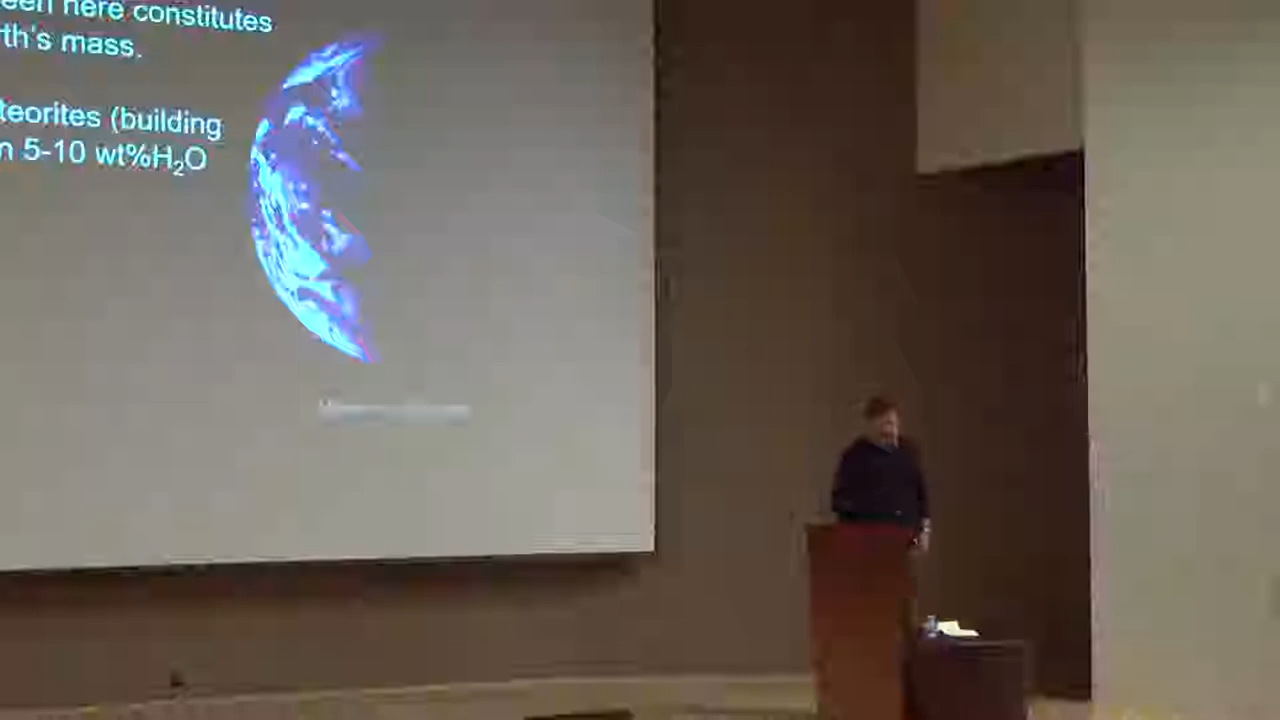 een here constitutes
rth's mass.
teorites (building
n 5-10 wt%H₂O